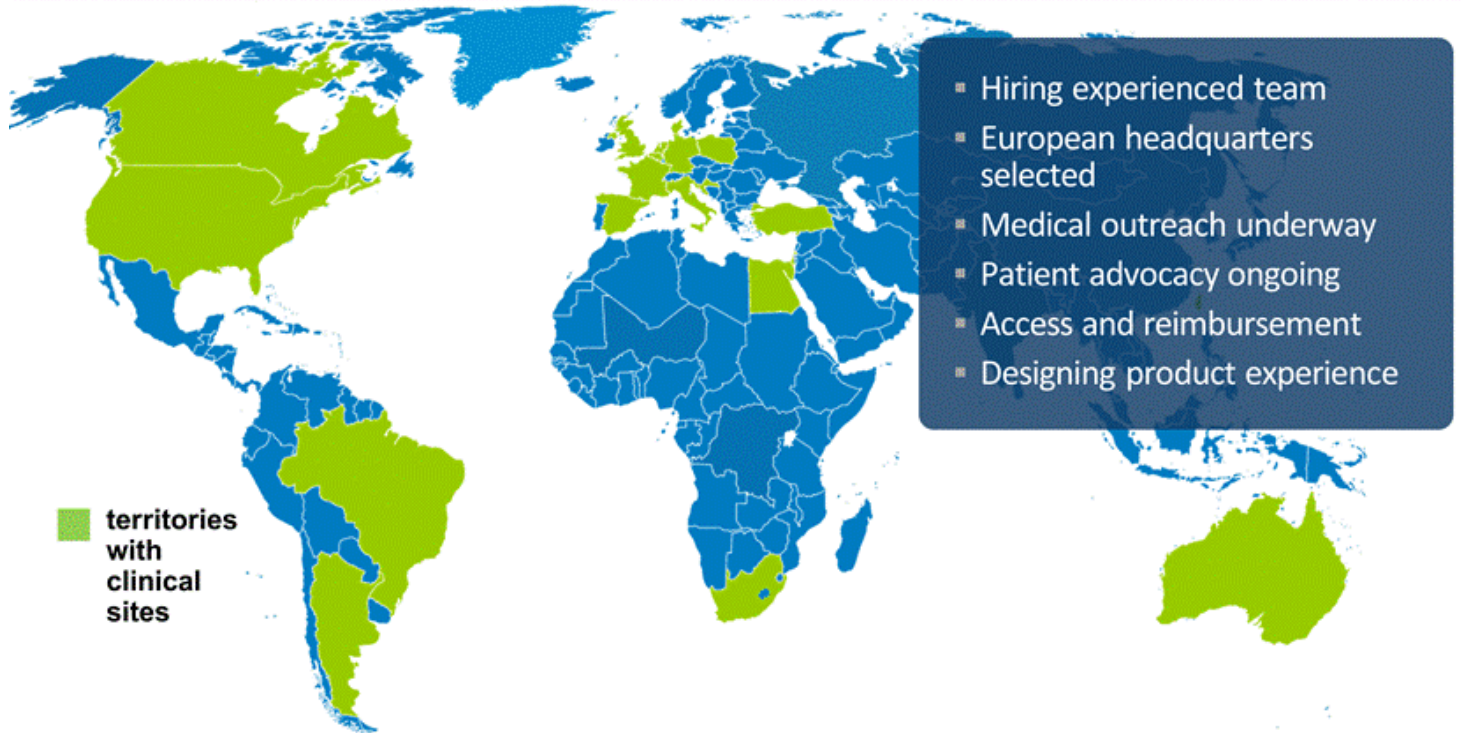 Hiring experienced team
European headquarters
selected
Medical outreach underway
Patient advocacy ongoing
Access and reimbursement
Designing product experience
territories
with
clinical
sites